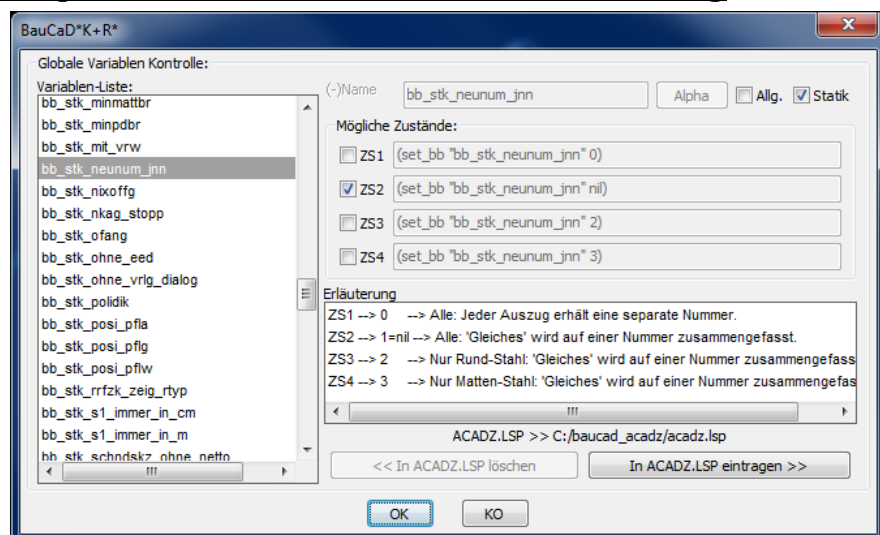 BauCaD*K+R*
Globale Variablen Kontrolle:
Variablen-Liste:
bb_stk_minmattbr
bb_stk_minpdbr
bb_stk_mit_vrw
bb_stk_neunum_jnn
bb_stk_nixoffg
bb_stk_nkag_stopp
bb_stk_ofang
bb_stk_ohne_eed
bb_stk_ohne_vrlg_dialog
bb_stk_polidik
bb_stk_posi_pfla
bb_stk_posi_pflg
bb_stk_posi_pflw
bb_stk_rrfzk_zeig_rtyp
bb_stk_s1_immer_in_cm
bb_stk_s1_immer_in_m
bb_stk_schndskz_ohne_netto
(-)Name bb_stk_neunum_jnn Alpha Allg. Statik
Mögliche Zustände:
ZS1 (set_bb "bb_stk_neunum_jnn" 0)
ZS2 (set_bb "bb_stk_neunum_jnn" nil)
ZS3 (set_bb "bb_stk_neunum_jnn" 2)
ZS4 (set_bb "bb_stk_neunum_jnn" 3)
Erläuterung
ZS1 --> 0 --> Alle: Jeder Auszug erhält eine separate Nummer.
ZS2 --> 1=nil --> Alle: 'Gleiches' wird auf einer Nummer zusammengefasst.
ZS3 --> 2 --> Nur Rund-Stahl: 'Gleiches' wird auf einer Nummer zusammengefass
ZS4 --> 3 --> Nur Matten-Stahl: 'Gleiches' wird auf einer Nummer zusammengefas
ACADZ.LSP >> C:/baucad_acadz/acadz.lsp
<< In ACADZ.LSP löschen In ACADZ.LSP eintragen >>
OK KO